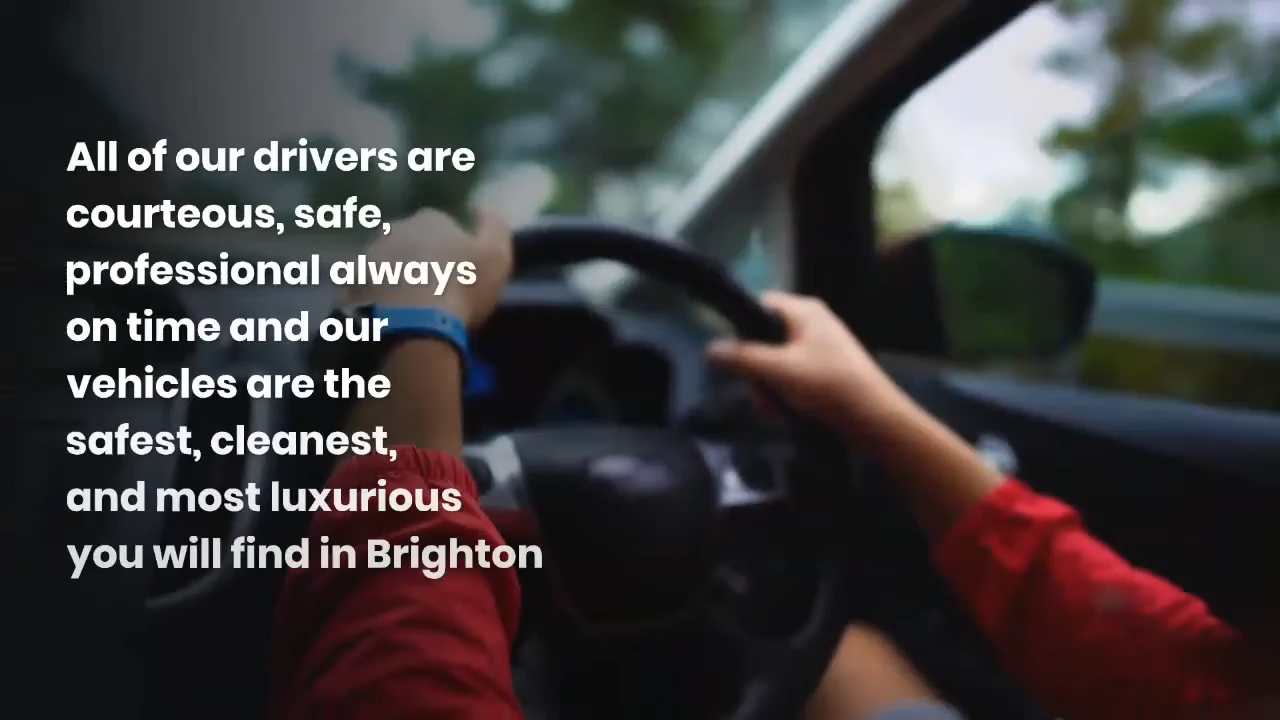 All of our drivers are
courteous, safe,
professional always
on time and our
vehicles are the
safest, cleanest,
and most luxurious
you will find in Brighton